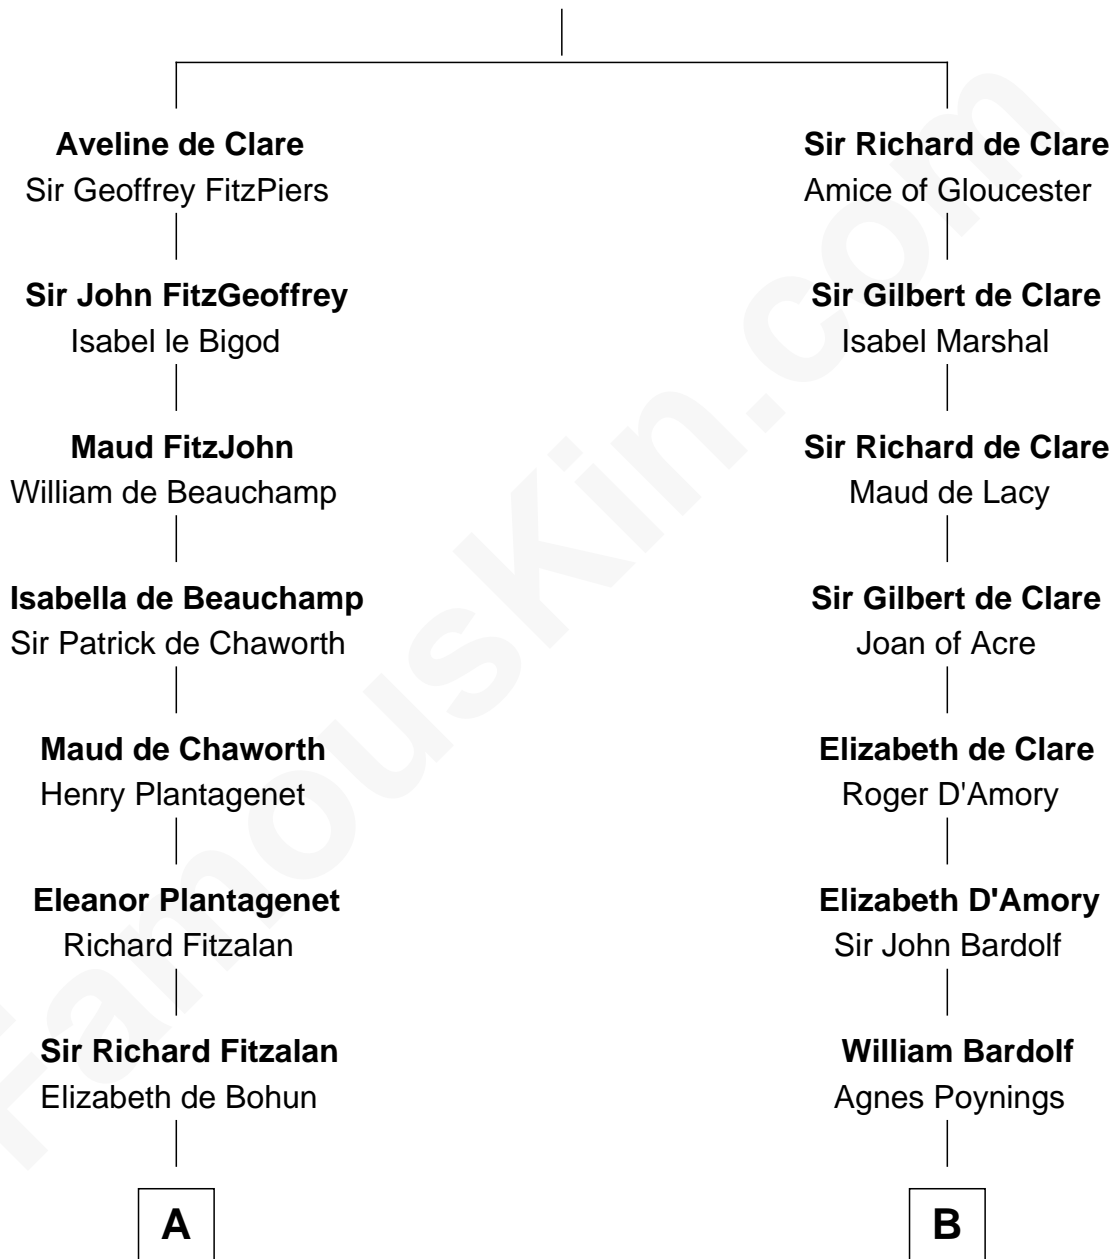 Aveline de Clare
Sir Geoffrey FitzPiers
Sir John FitzGeoffrey
Isabel le Bigod
Maud FitzJohn
William de Beauchamp
Isabella de Beauchamp
Sir Patrick de Chaworth
Maud de Chaworth
Henry Plantagenet
Eleanor Plantagenet
Richard Fitzalan
Sir Richard Fitzalan
Elizabeth de Bohun
A
Sir Richard de Clare
Amice of Gloucester
Sir Gilbert de Clare
Isabel Marshal
Sir Richard de Clare
Maud de Lacy
Sir Gilbert de Clare
Joan of Acre
Elizabeth de Clare
Roger D'Amory
Elizabeth D'Amory
Sir John Bardolf
William Bardolf
Agnes Poynings
B
FamousKin.com